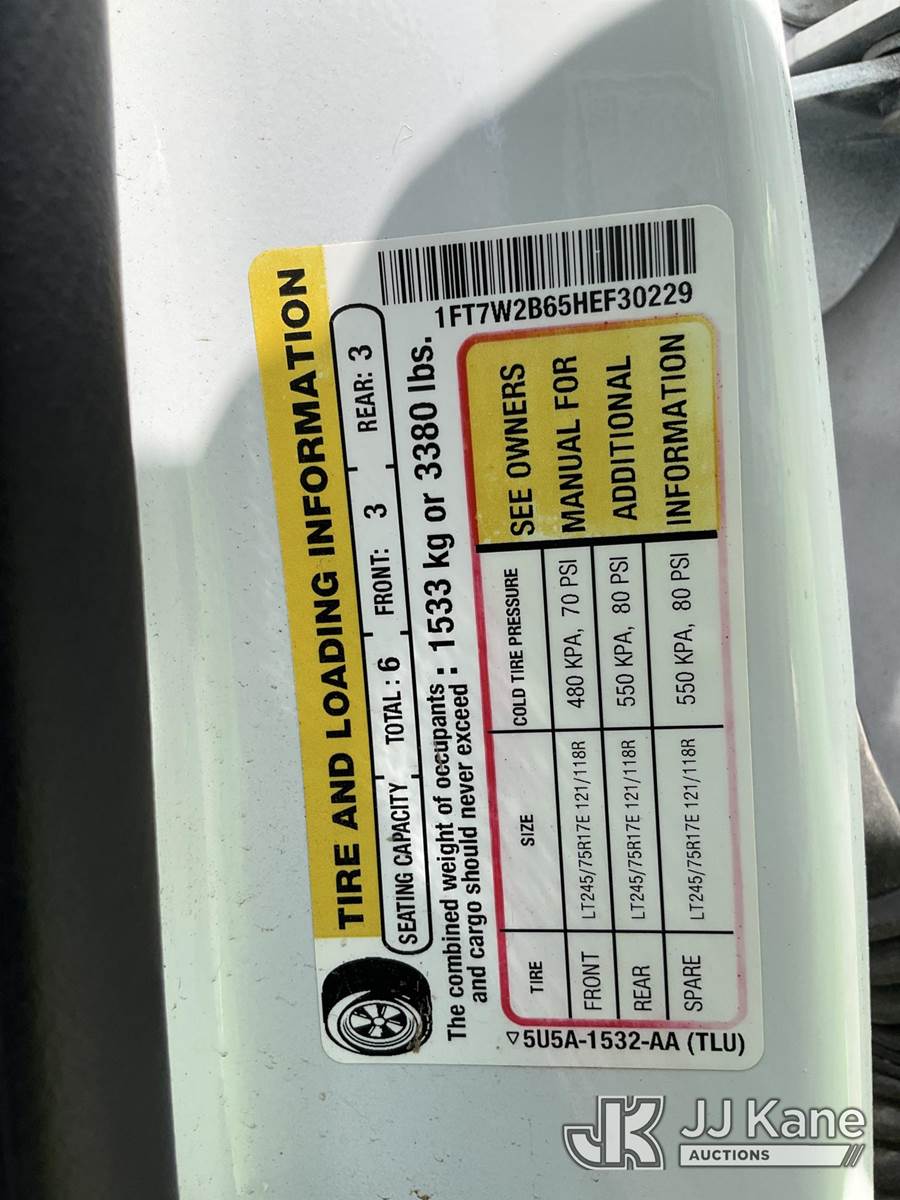 TIRE AND LOADING INFORMATION
SEATING CAPACITY TOTAL : 6 FRONT: 3 REAR: 3
The combined weight of occupants
and cargo should never exceed : 1533 kg or 3380 lbs.
TIRE SIZE COLD TIRE PRESSURE
FRONT LT245/75R17E 121/118R 480 KPA, 70 PSI
REAR LT245/75R17E 121/118R 550 KPA, 80 PSI
SPARE LT245/75R17E 121/118R 550 KPA, 80 PSI
SEE OWNERS
MANUAL FOR
ADDITIONAL
INFORMATION
1FT7W2B65HEF30229
5U5A-1532-AA (TLU)
JK JJ Kane
AUCTIONS